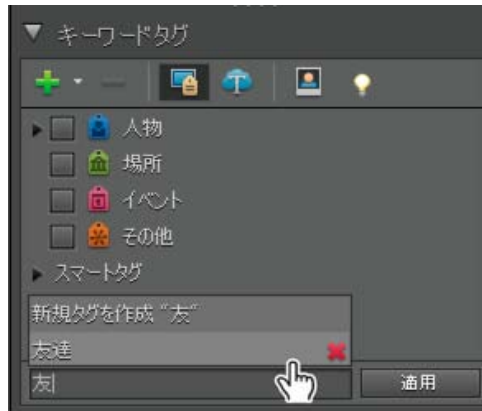 キーワードタグ
人物
場所
イベント
その他
スマートタグ
新規タグを作成 “友”
友達
友
適用